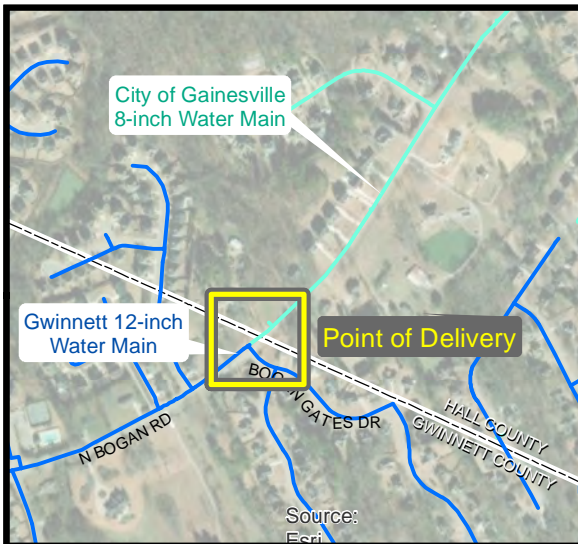 City of Gainesville
8-inch Water Main
Gwinnett 12-inch
Water Main
Point of Delivery
N BOGAN RD
BOGAN GATES DR
HALL COUNTY
GWINNETT COUNTY
Source:
Esri